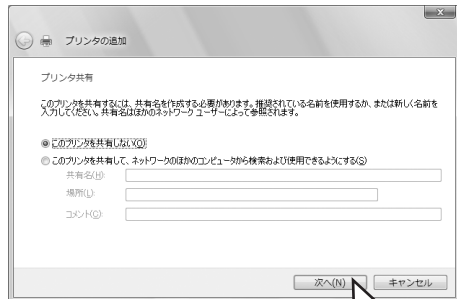 プリンタの追加
プリンタ共有
このプリンタを共有するには、共有名を作成する必要があります。推奨されている名前を使用するか、または新しく名前を
入力してください。共有名はほかのネットワーク ユーザーによって参照されます。
このプリンタを共有しない(O)
このプリンタを共有して、ネットワークのほかのコンピュータから検索および使用できるようにする(S)
共有名(H):
場所(L):
コメント(C):
次へ(N)
キャンセル